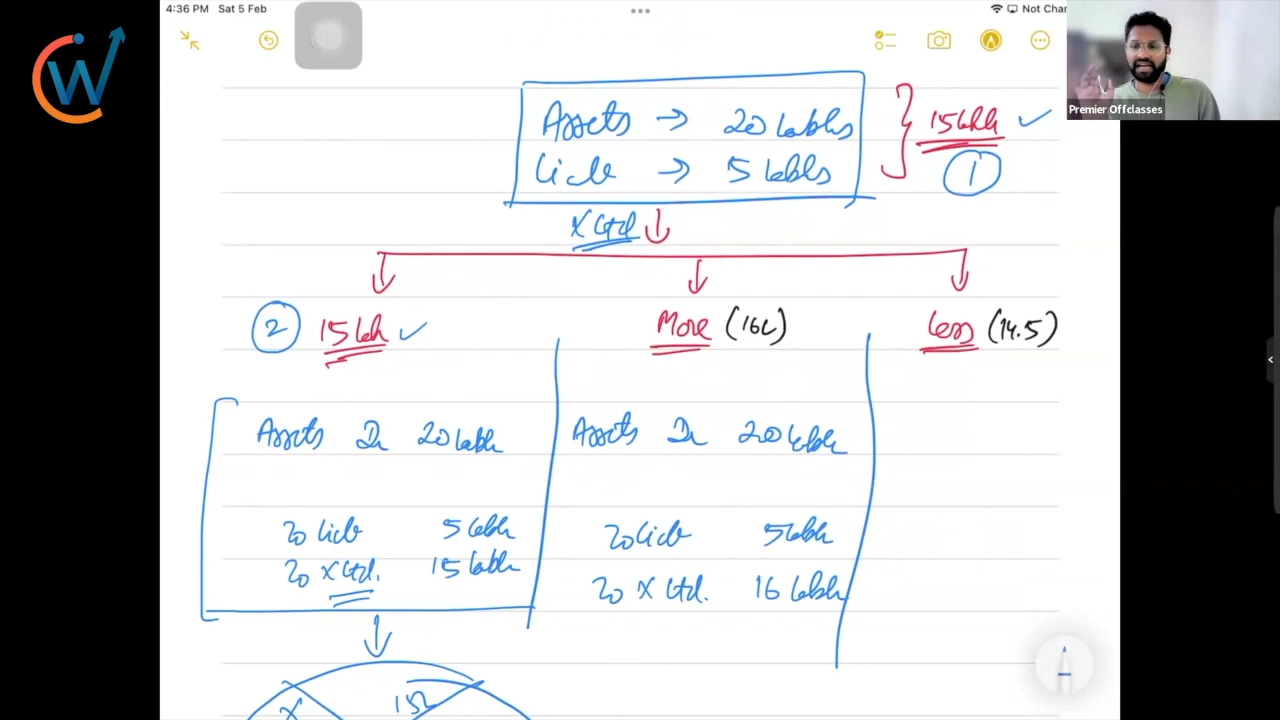 4:36 PM Sat 5 Feb
Not Char
W
Premier Offclasses
Assets → 20 lakhs
Liab → 5 lakhs
15 lakh ✓
1
X Ltd
2 15 lakh ✓
More (16L)
Less (14.5)
Assets Dr 20 lakh
Assets Dr 20 lakh
To Liab 5 lakh
To Liab 5 lakh
To X Ltd. 15 lakh
To X Ltd. 16 lakh
X 15L